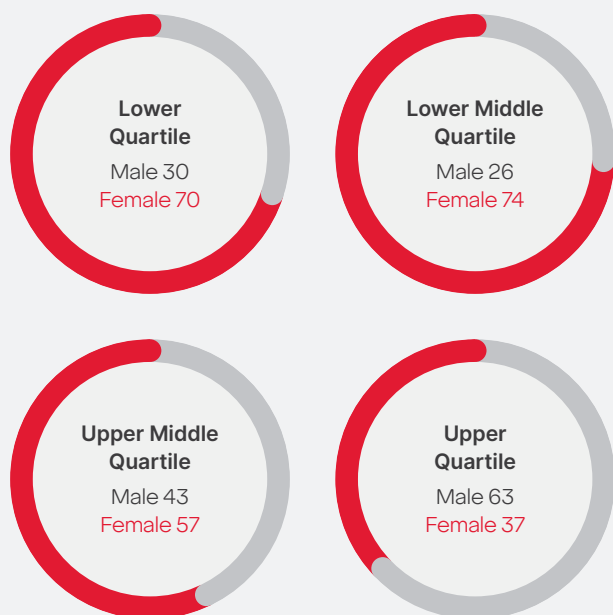 Lower
Quartile
Male 30
Female 70
Lower Middle
Quartile
Male 26
Female 74
Upper Middle
Quartile
Male 43
Female 57
Upper
Quartile
Male 63
Female 37